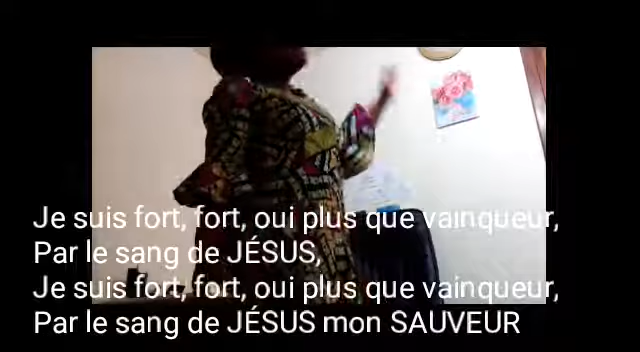 Je suis fort, fort, oui plus que vainqueur,
Par le sang de JÉSUS,
Je suis fort, fort, oui plus que vainqueur,
Par le sang de JÉSUS mon SAUVEUR